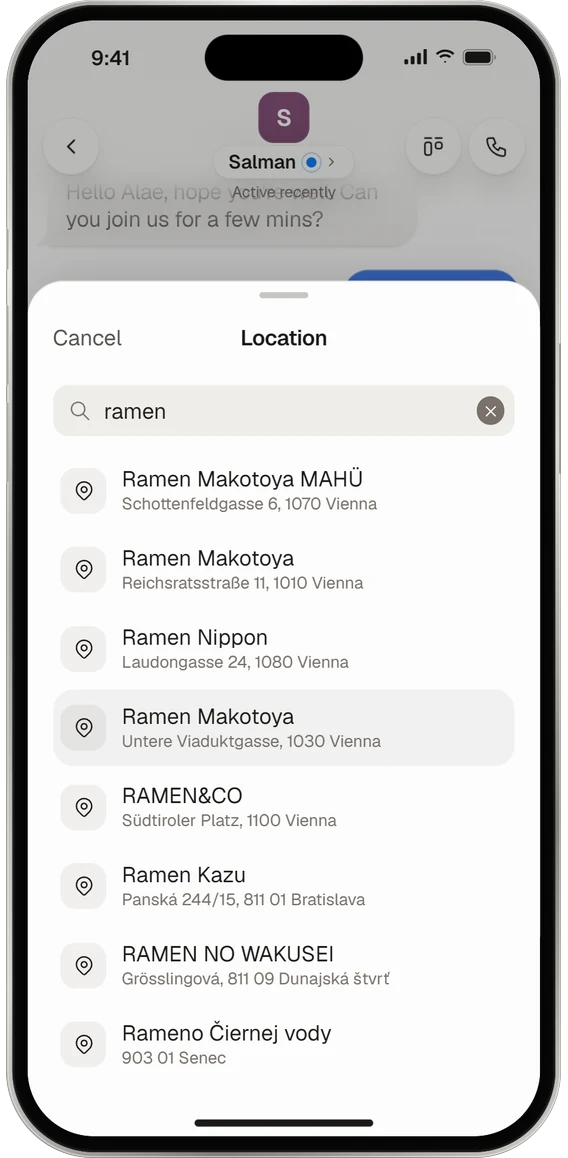 9:41
S
Salman
Active recently
Hello Alae, hope you're well. Can
you join us for a few mins?
Cancel
Location
ramen
Ramen Makotoya MAHÜ
Schottenfeldgasse 6, 1070 Vienna
Ramen Makotoya
Reichsratsstraße 11, 1010 Vienna
Ramen Nippon
Laudongasse 24, 1080 Vienna
Ramen Makotoya
Untere Viaduktgasse, 1030 Vienna
RAMEN&CO
Südtiroler Platz, 1100 Vienna
Ramen Kazu
Panská 244/15, 811 01 Bratislava
RAMEN NO WAKUSEI
Grösslingová, 811 09 Dunajská štvrť
Rameno Čiernej vody
903 01 Senec